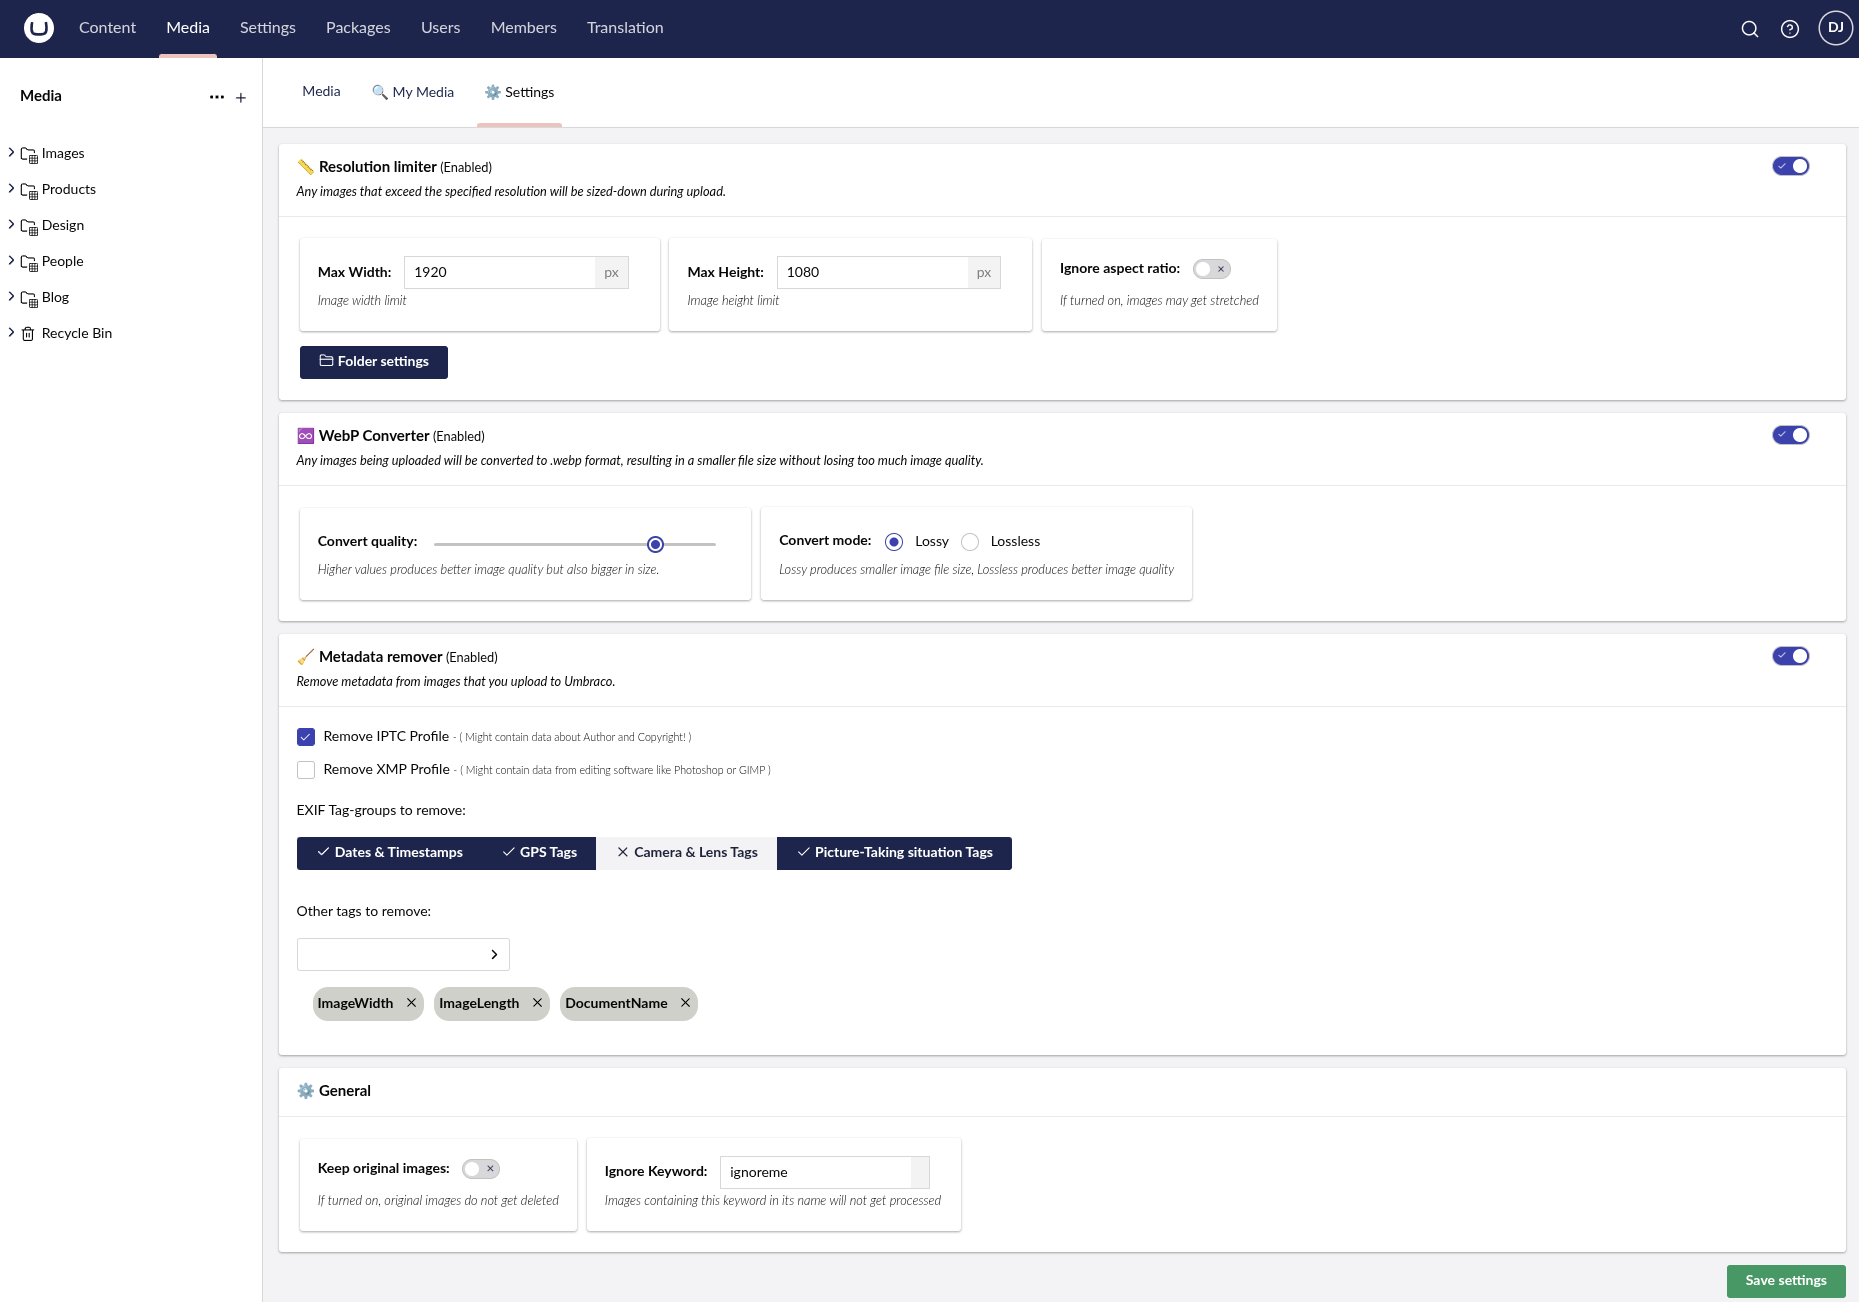 Content Media Settings Packages Users Members Translation DJ
Media
Images
Products
Design
People
Blog
Recycle Bin
Media 🔍 My Media ⚙️ Settings
📏 Resolution limiter (Enabled)
Any images that exceed the specified resolution will be sized-down during upload.
Max Width: 1920 px
Image width limit
Max Height: 1080 px
Image height limit
Ignore aspect ratio:
If turned on, images may get stretched
Folder settings
♾️ WebP Converter (Enabled)
Any images being uploaded will be converted to .webp format, resulting in a smaller file size without losing too much image quality.
Convert quality:
Higher values produces better image quality but also bigger in size.
Convert mode: Lossy Lossless
Lossy produces smaller image file size, Lossless produces better image quality
🧹 Metadata remover (Enabled)
Remove metadata from images that you upload to Umbraco.
Remove IPTC Profile - ( Might contain data about Author and Copyright! )
Remove XMP Profile - ( Might contain data from editing software like Photoshop or GIMP )
EXIF Tag-groups to remove:
Dates & Timestamps GPS Tags Camera & Lens Tags Picture-Taking situation Tags
Other tags to remove:
ImageWidth ImageLength DocumentName
⚙️ General
Keep original images:
If turned on, original images do not get deleted
Ignore Keyword: ignoreme
Images containing this keyword in its name will not get processed
Save settings